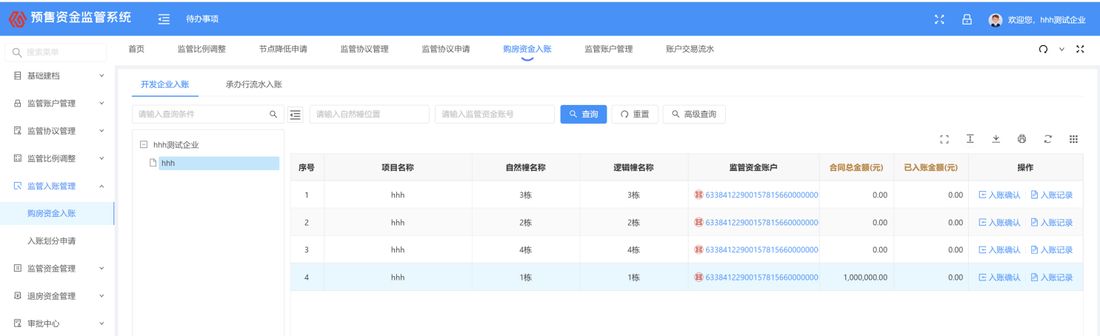 预售资金监管系统 待办事项 欢迎您, hhh测试企业
搜索菜单 首页 监管比例调整 节点降低申请 监管协议管理 监管协议申请 购房资金入账 监管账户管理 账户交易流水
基础建档
监管账户管理
监管协议管理
监管比例调整
监管入账管理
购房资金入账
入账划分申请
监管资金管理
退房资金管理
审批中心
开发企业入账 承办行流水入账
请输入查询条件 请输入自然幢位置 请输入监管资金账号 查询 重置 高级查询
hhh测试企业
hhh
序号 项目名称 自然幢名称 逻辑幢名称 监管资金账户 合同总金额(元) 已入账金额(元) 操作
1 hhh 3栋 3栋 6338412290015781566000000 0.00 0.00 入账确认 入账记录
2 hhh 2栋 2栋 6338412290015781566000000 0.00 0.00 入账确认 入账记录
3 hhh 4栋 4栋 6338412290015781566000000 0.00 0.00 入账确认 入账记录
4 hhh 1栋 1栋 6338412290015781566000000 1,000,000.00 0.00 入账确认 入账记录